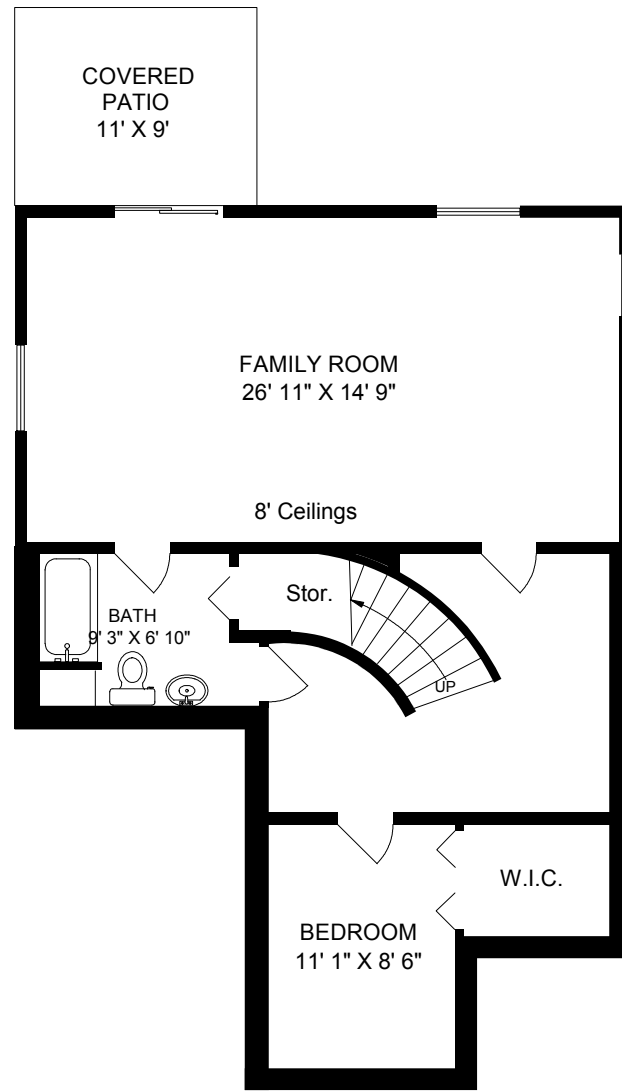 COVERED
PATIO
11' X 9'
FAMILY ROOM
26' 11" X 14' 9"
8' Ceilings
Stor.
BATH
9' 3" X 6' 10"
UP
W.I.C.
BEDROOM
11' 1" X 8' 6"